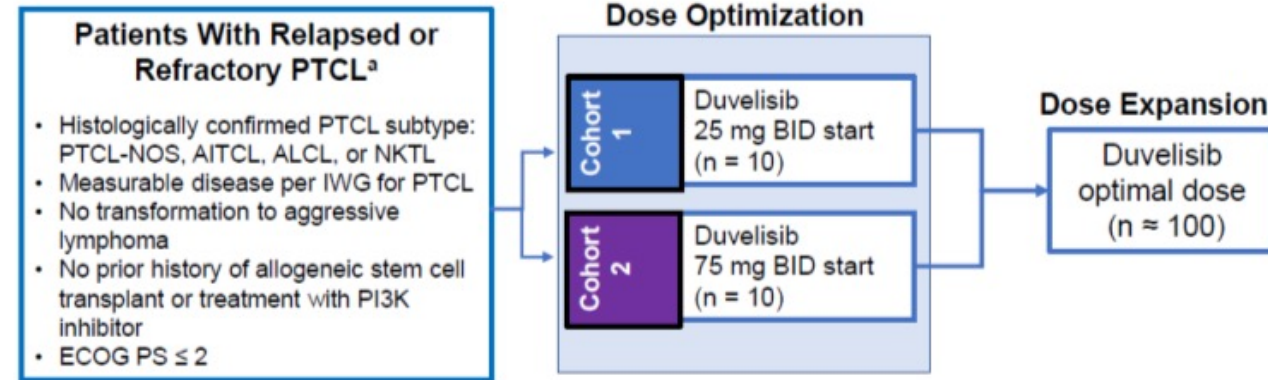 Patients With Relapsed or
Refractory PTCLᵃ
• Histologically confirmed PTCL subtype:
PTCL-NOS, AITCL, ALCL, or NKTL
• Measurable disease per IWG for PTCL
• No transformation to aggressive
lymphoma
• No prior history of allogeneic stem cell
transplant or treatment with PI3K
inhibitor
• ECOG PS ≤ 2
Dose Optimization
Cohort
1
Duvelisib
25 mg BID start
(n = 10)
Cohort
2
Duvelisib
75 mg BID start
(n = 10)
Dose Expansion
Duvelisib
optimal dose
(n ≈ 100)